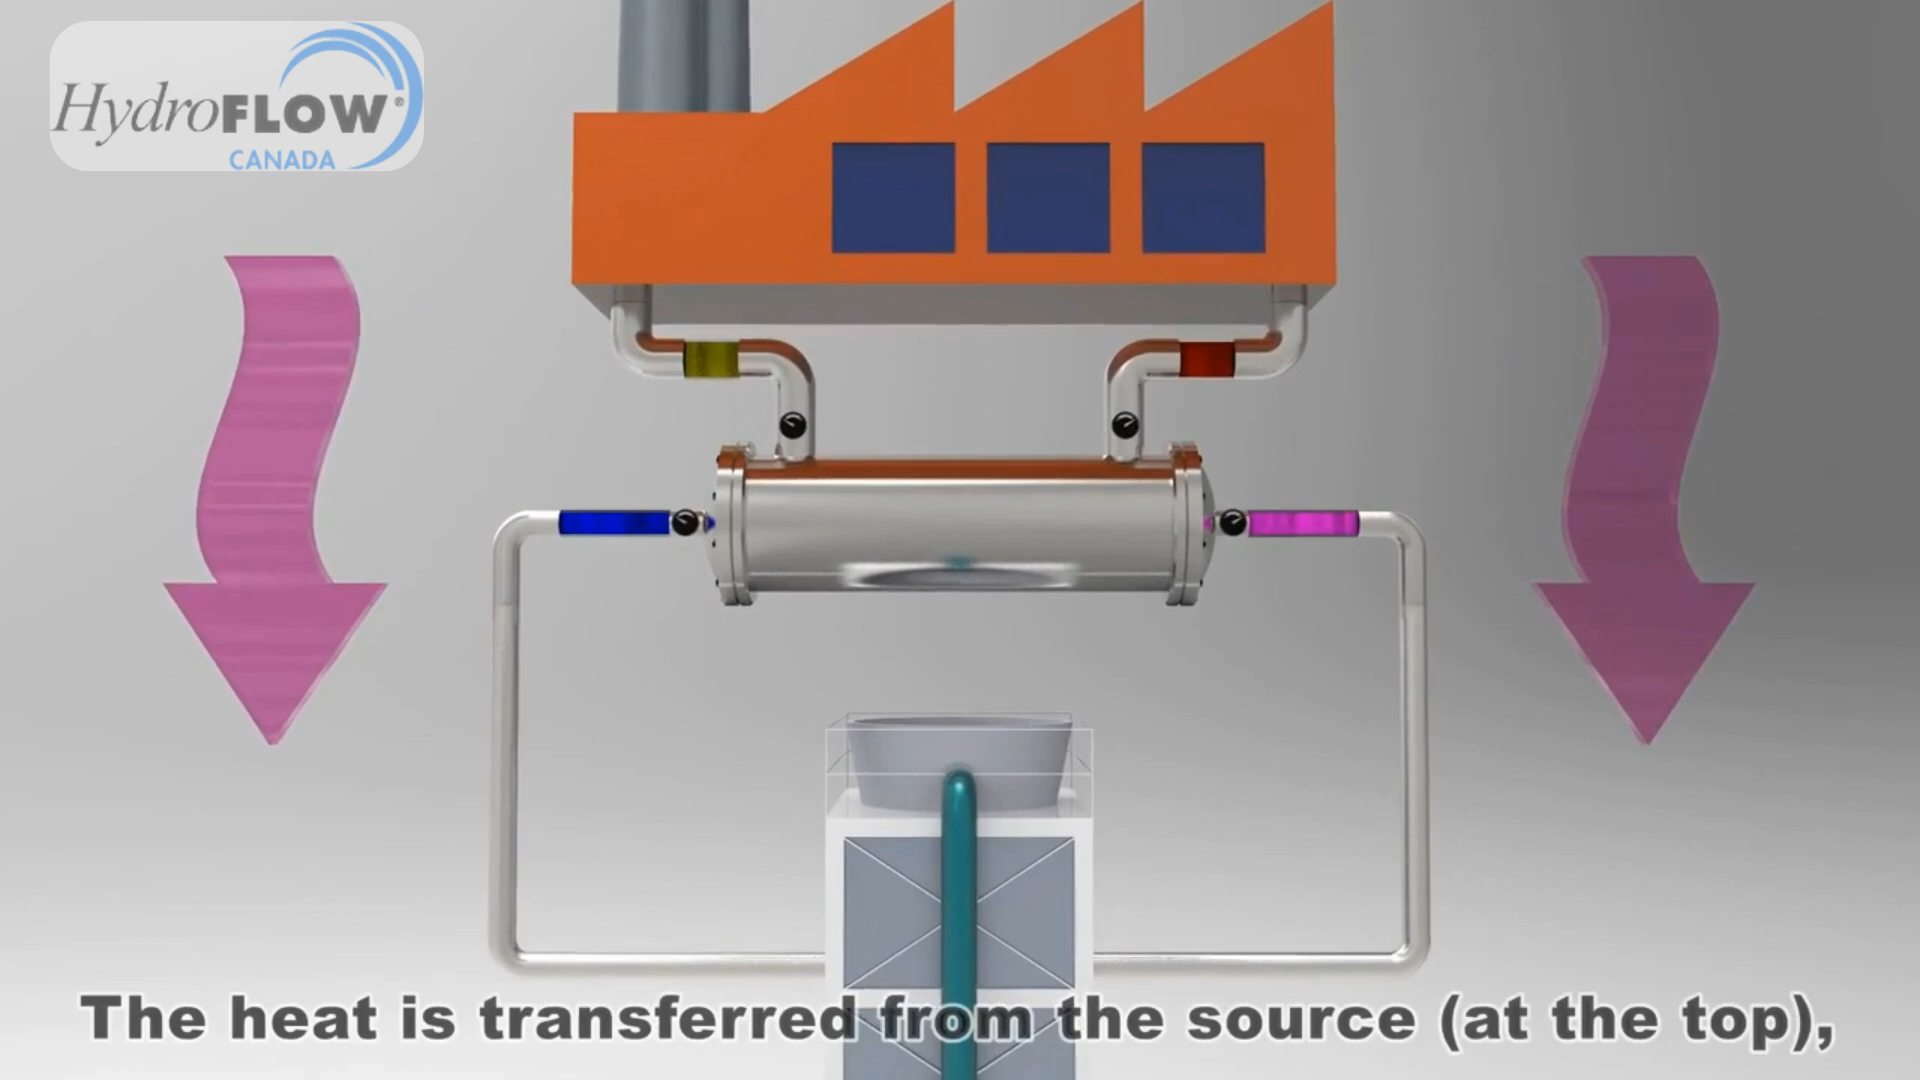 HydroFLOW®
CANADA
The heat is transferred from the source (at the top),